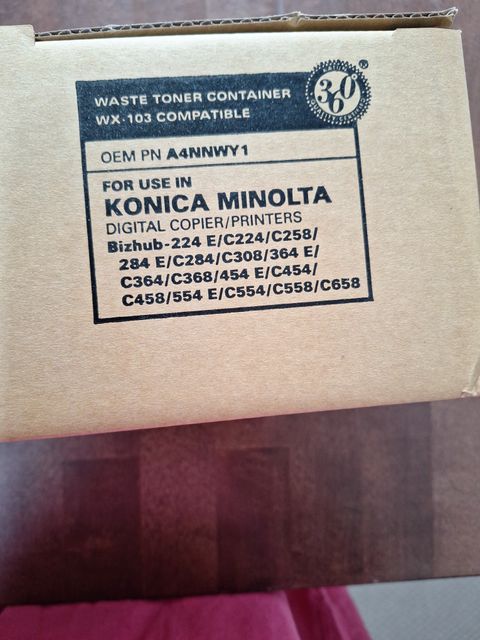 WASTE TONER CONTAINER
WX-103 COMPATIBLE
360
®
OEM PN A4NNWY1
FOR USE IN
KONICA MINOLTA
DIGITAL COPIER/PRINTERS
Bizhub-224 E/C224/C258/
284 E/C284/C308/364 E/
C364/C368/454 E/C454/
C458/554 E/C554/C558/C658